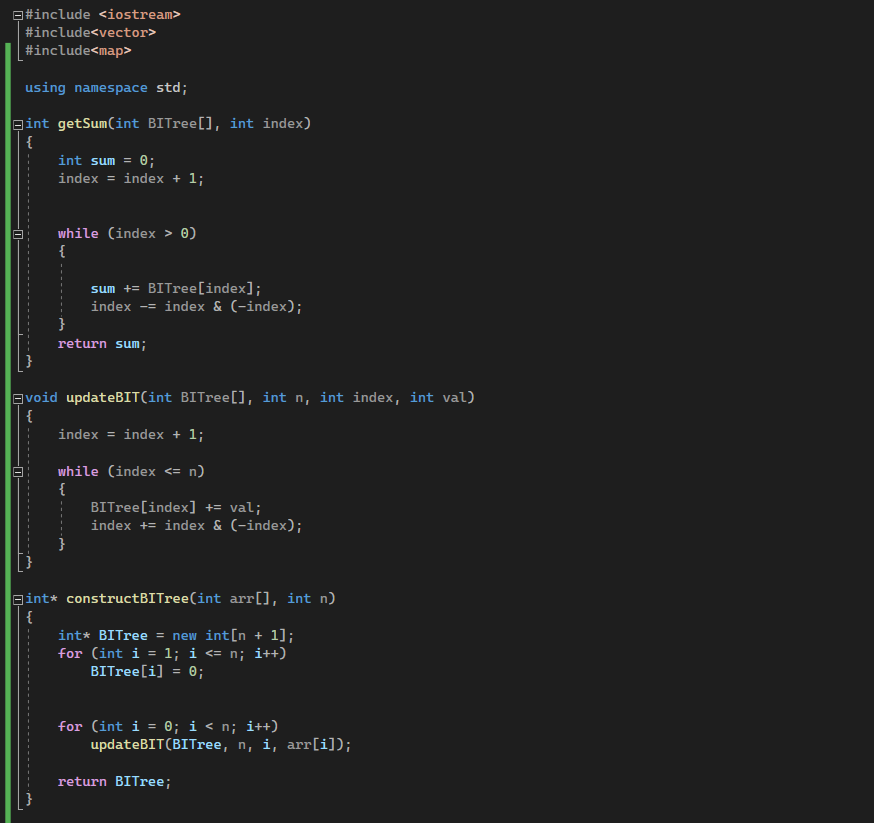 #include <iostream>
#include<vector>
#include<map>
using namespace std;
int getSum(int BITree[], int index)
{
    int sum = 0;
    index = index + 1;
    while (index > 0)
    {
        sum += BITree[index];
        index -= index & (-index);
    }
    return sum;
}
void updateBIT(int BITree[], int n, int index, int val)
{
    index = index + 1;
    while (index <= n)
    {
        BITree[index] += val;
        index += index & (-index);
    }
}
int* constructBITree(int arr[], int n)
{
    int* BITree = new int[n + 1];
    for (int i = 1; i <= n; i++)
        BITree[i] = 0;
    for (int i = 0; i < n; i++)
        updateBIT(BITree, n, i, arr[i]);
    return BITree;
}